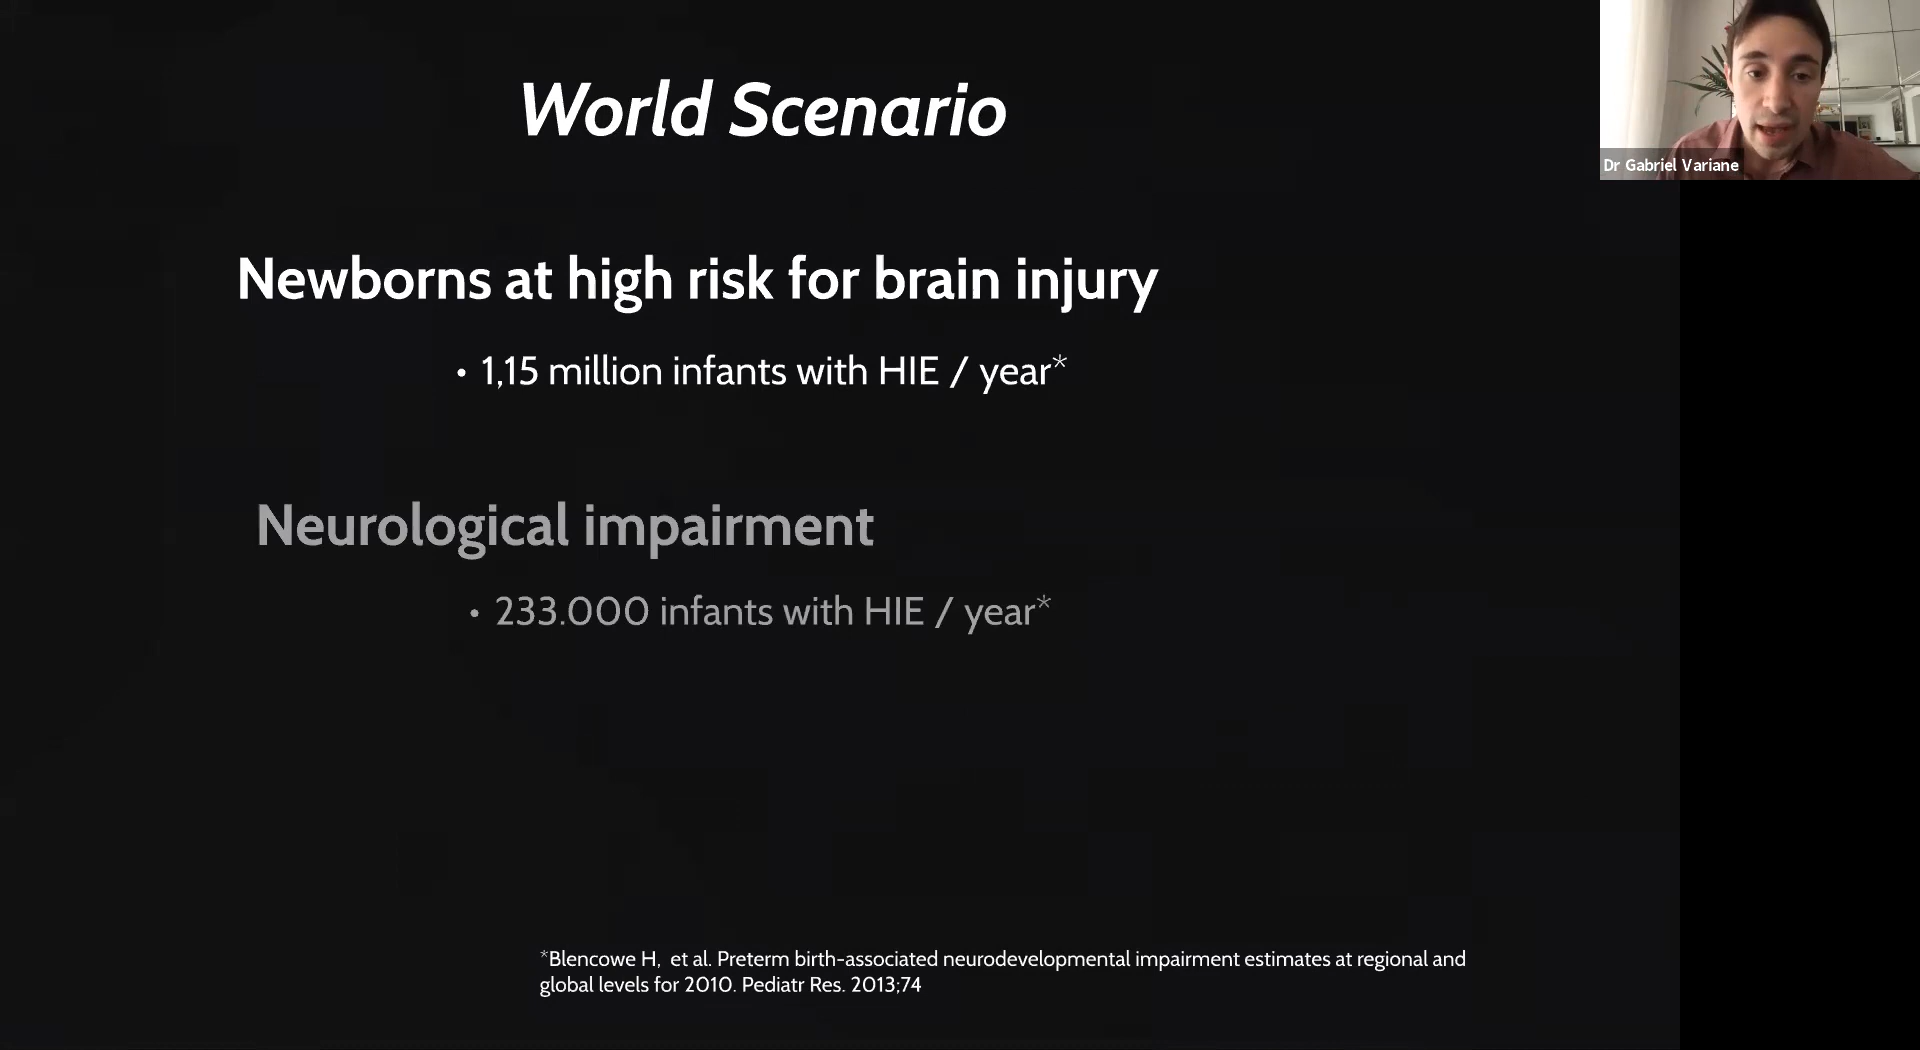 World Scenario
Dr Gabriel Variane
Newborns at high risk for brain injury
• 1,15 million infants with HIE / year*
Neurological impairment
• 233.000 infants with HIE / year*
*Blencowe H, et al. Preterm birth-associated neurodevelopmental impairment estimates at regional and
global levels for 2010. Pediatr Res. 2013;74